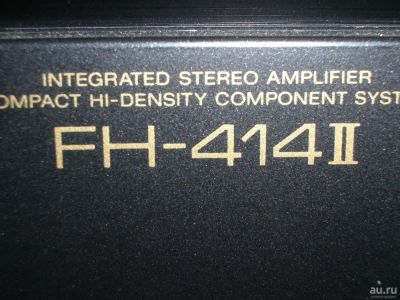 INTEGRATED STEREO AMPLIFIER
OMPACT HI-DENSITY COMPONENT SYST
FH-414II
au.ru